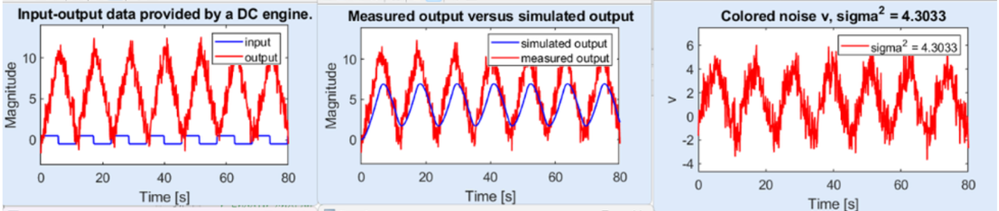 Input-output data provided by a DC engine.
input
output
10
5
0
Magnitude
0 20 40 60 80
Time [s]
Measured output versus simulated output
simulated output
measured output
10
5
0
Magnitude
0 20 40 60 80
Time [s]
Colored noise v, sigma² = 4.3033
sigma² = 4.3033
6
4
2
0
-2
-4
v
0 20 40 60 80
Time [s]